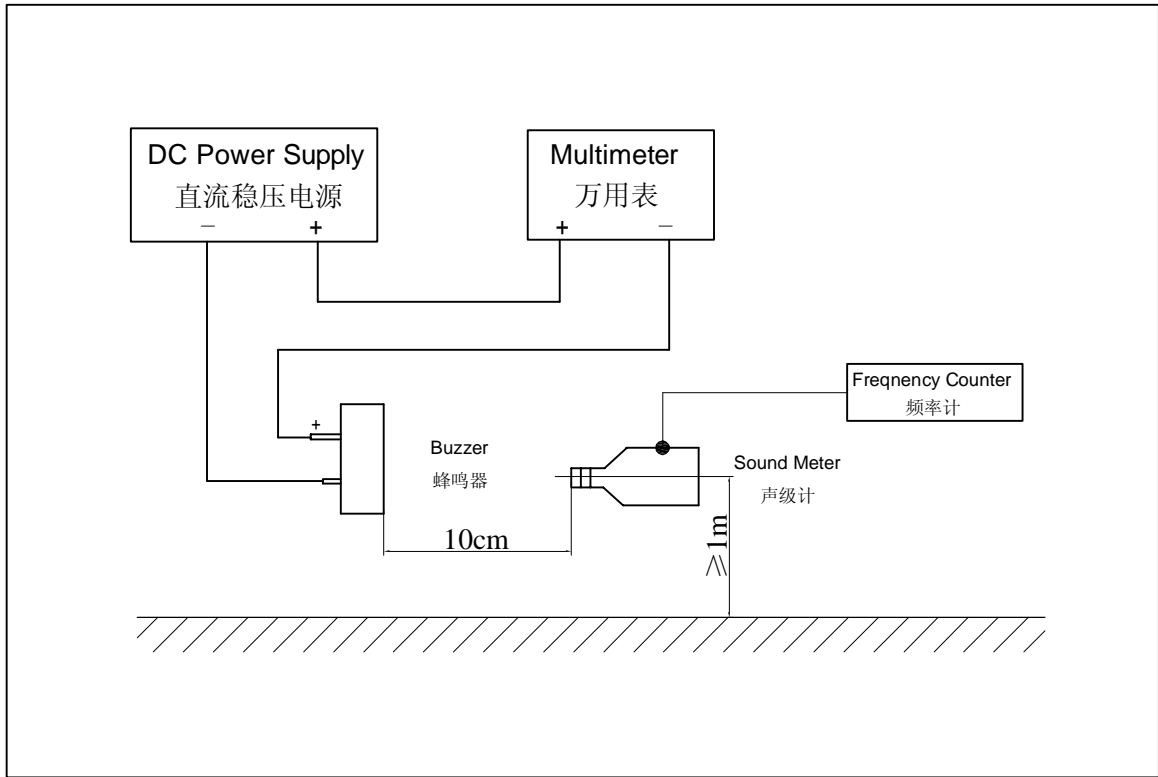 DC Power Supply
直流稳压电源
− +
Multimeter
万用表
+ −
Freqnency Counter
频率计
+
Buzzer
蜂鸣器
Sound Meter
声级计
10cm
≥1m